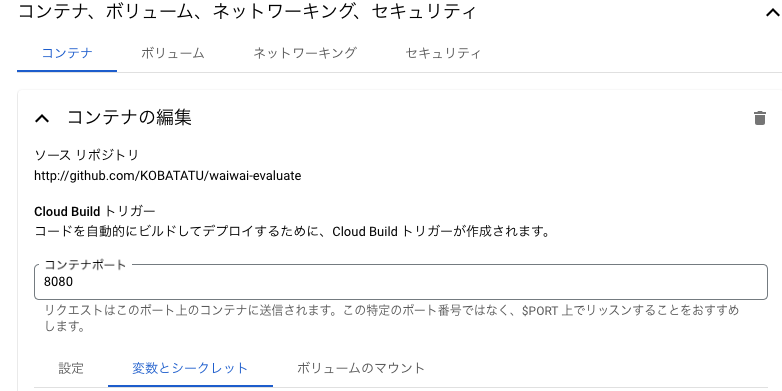 コンテナ、ボリューム、ネットワーキング、セキュリティ
コンテナ ボリューム ネットワーキング セキュリティ
コンテナの編集
ソース リポジトリ
http://github.com/KOBATATU/waiwai-evaluate
Cloud Build トリガー
コードを自動的にビルドしてデプロイするために、Cloud Build トリガーが作成されます。
コンテナポート
8080
リクエストはこのポート上のコンテナに送信されます。この特定のポート番号ではなく、$PORT 上でリッスンすることをおすすめ
します。
設定 変数とシークレット ボリュームのマウント